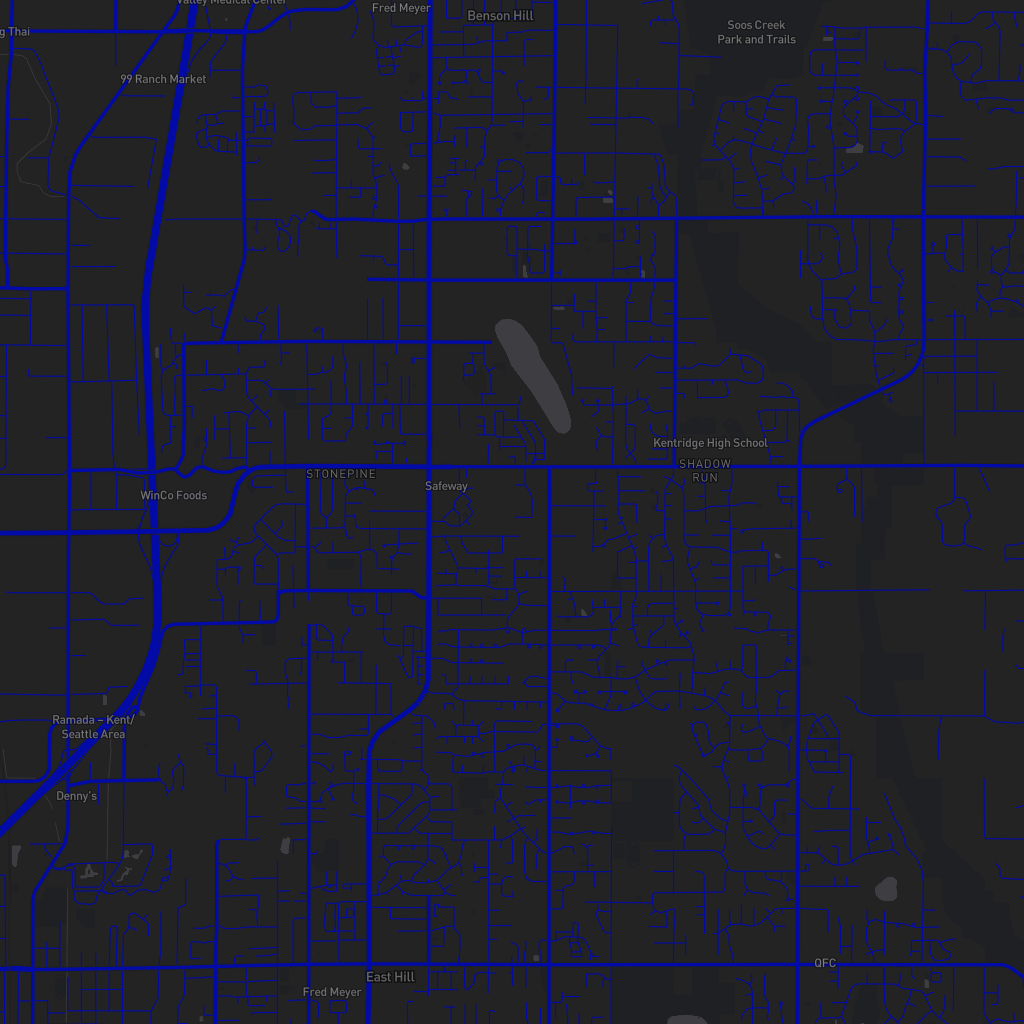 Valley Medical Center
Fred Meyer
Benson Hill
Soos Creek
Park and Trails
g Thai
99 Ranch Market
Kentridge High School
SHADOW
RUN
STONEPINE
Safeway
WinCo Foods
Ramada – Kent/
Seattle Area
Denny's
QFC
East Hill
Fred Meyer